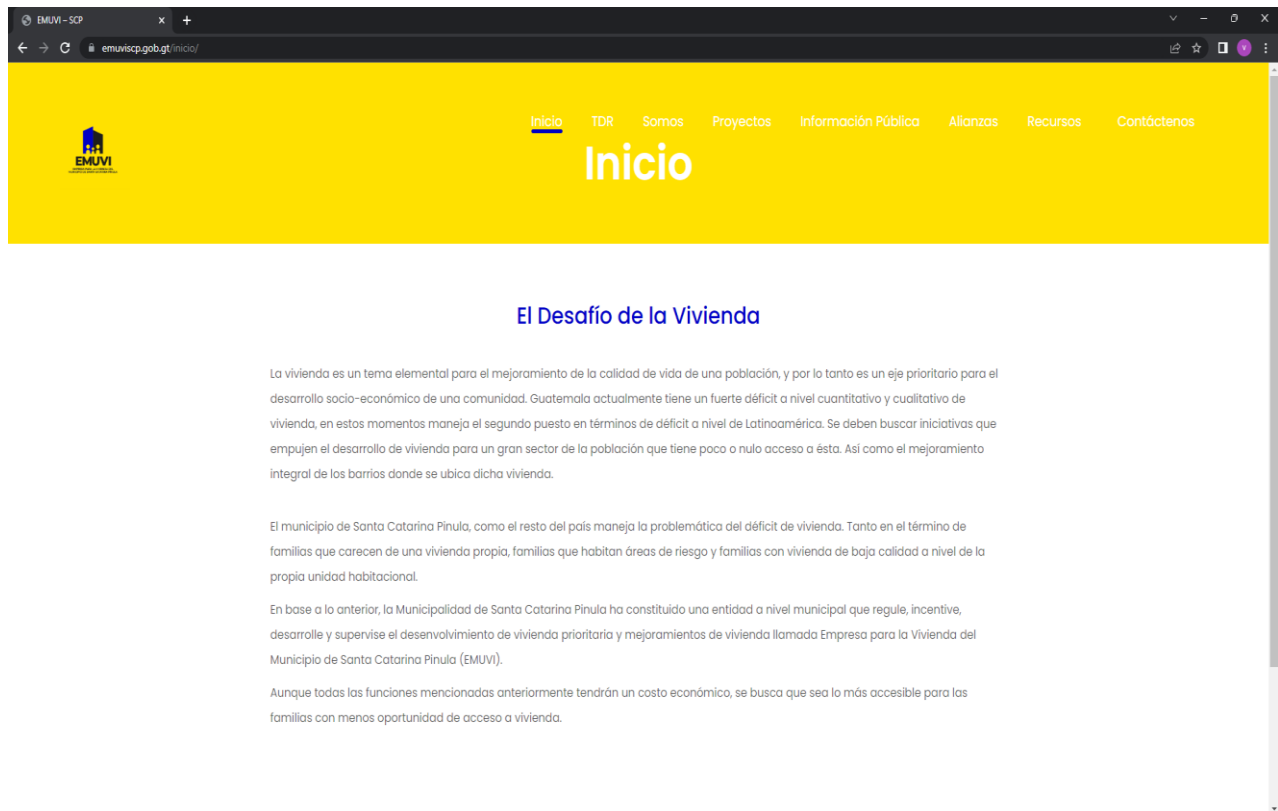 EMUVI – SCP
emuviscp.gob.gt/inicio/
V
EMUVI
Inicio TDR Somos Proyectos Información Pública Alianzas Recursos Contáctenos
Inicio
El Desafío de la Vivienda
La vivienda es un tema elemental para el mejoramiento de la calidad de vida de una población, y por lo tanto es un eje prioritario para el
desarrollo socio-económico de una comunidad. Guatemala actualmente tiene un fuerte déficit a nivel cuantitativo y cualitativo de
vivienda, en estos momentos maneja el segundo puesto en términos de déficit a nivel de Latinoamérica. Se deben buscar iniciativas que
empujen el desarrollo de vivienda para un gran sector de la población que tiene poco o nulo acceso a ésta. Así como el mejoramiento
integral de los barrios donde se ubica dicha vivienda.
El municipio de Santa Catarina Pinula, como el resto del país maneja la problemática del déficit de vivienda. Tanto en el término de
familias que carecen de una vivienda propia, familias que habitan áreas de riesgo y familias con vivienda de baja calidad a nivel de la
propia unidad habitacional.
En base a lo anterior, la Municipalidad de Santa Catarina Pinula ha constituido una entidad a nivel municipal que regule, incentive,
desarrolle y supervise el desenvolvimiento de vivienda prioritaria y mejoramientos de vivienda llamada Empresa para la Vivienda del
Municipio de Santa Catarina Pinula (EMUVI).
Aunque todas las funciones mencionadas anteriormente tendrán un costo económico, se busca que sea lo más accesible para las
familias con menos oportunidad de acceso a vivienda.